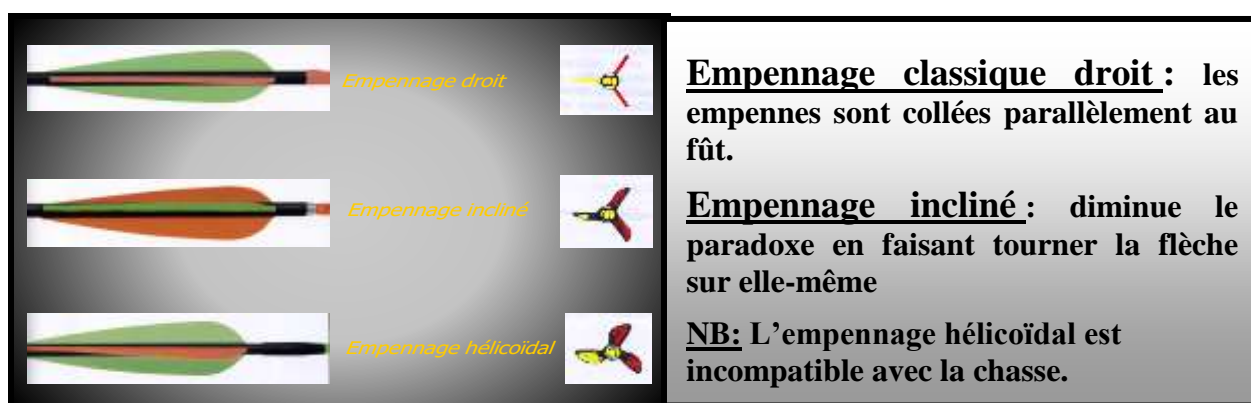 Empennage droit
Empennage incliné
Empennage hélicoïdal
Empennage classique droit : les
empennes sont collées parallèlement au
fût.
Empennage incliné : diminue le
paradoxe en faisant tourner la flèche
sur elle-même
NB: L’empennage hélicoïdal est
incompatible avec la chasse.